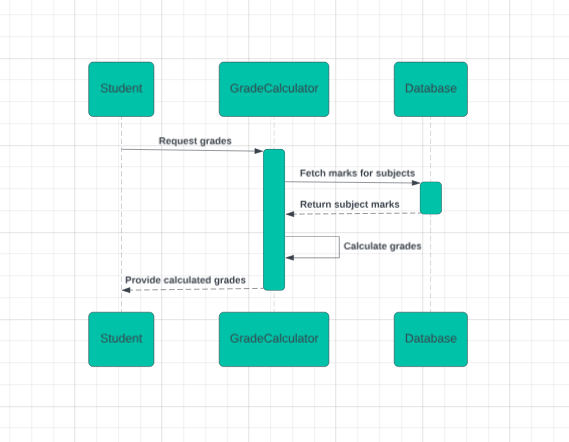 Student
GradeCalculator
Database
Request grades
Fetch marks for subjects
Return subject marks
Calculate grades
Provide calculated grades
Student
GradeCalculator
Database